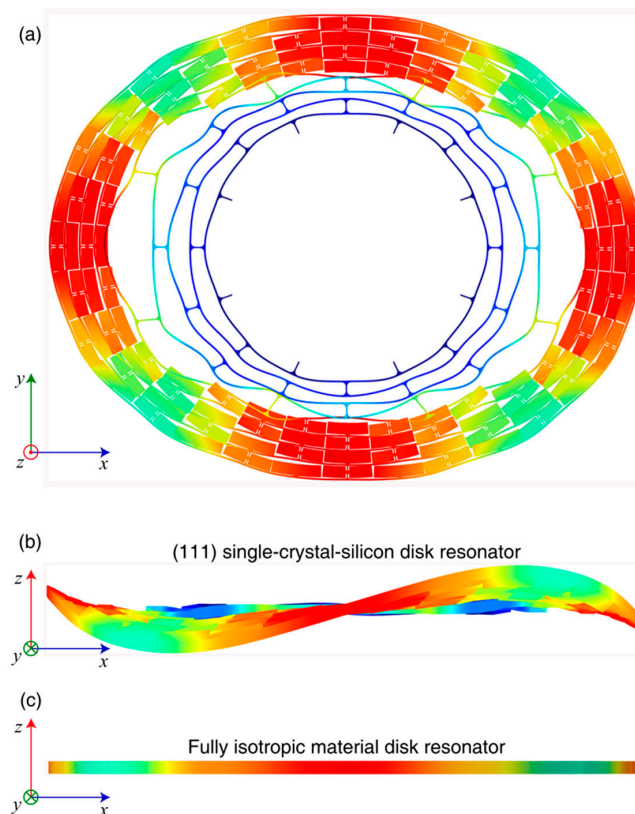 (a)
y
z
x
(b)
(111) single-crystal-silicon disk resonator
z
y
x
(c)
Fully isotropic material disk resonator
z
y
x